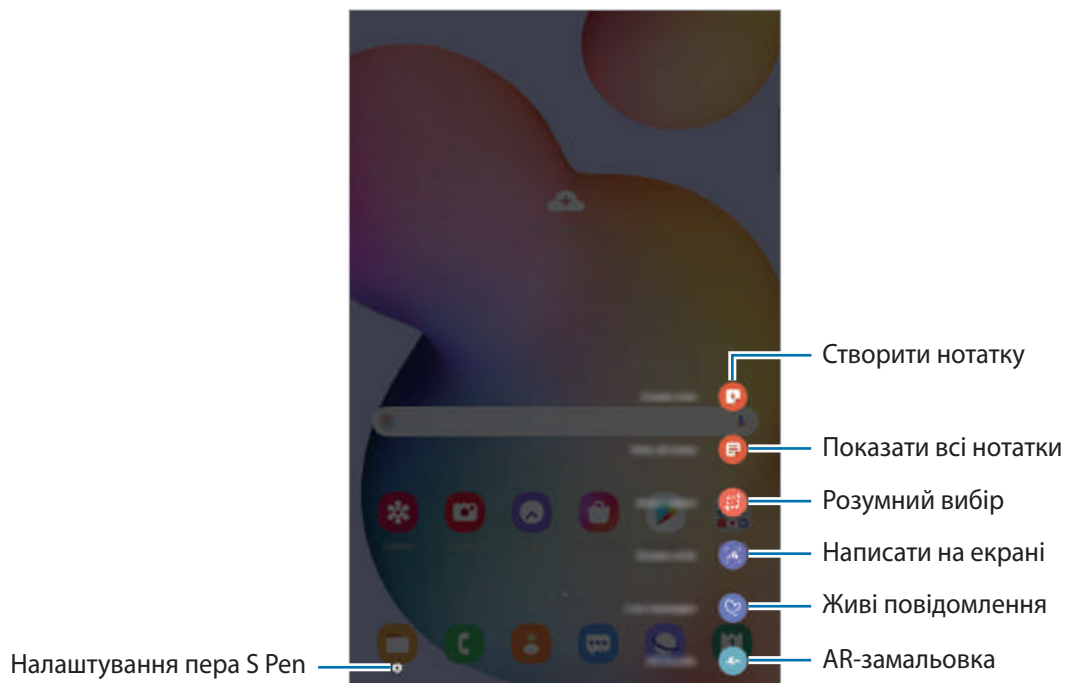 Створити нотатку
Показати всі нотатки
Розумний вибір
Написати на екрані
Живі повідомлення
AR-замальовка
Налаштування пера S Pen